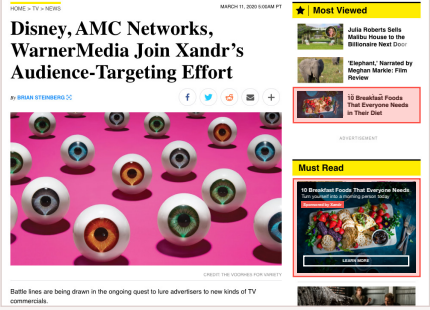 HOME > TV > NEWS
MARCH 11, 2020 5:00AM PT
Disney, AMC Networks,
WarnerMedia Join Xandr's
Audience-Targeting Effort
By BRIAN STEINBERG
CREDIT THE VOORHES FOR VARIETY
Battle lines are being drawn in the ongoing quest to lure advertisers to new kinds of TV
commercials.
Most Viewed
Julia Roberts Sells
Malibu House to the
Billionaire Next Door
'Elephant,' Narrated by
Meghan Markle: Film
Review
10 Breakfast Foods
That Everyone Needs
in Their Diet
ADVERTISEMENT
Must Read
10 Breakfast Foods That Everyone Needs
Turn yourself into a morning person today
Sponsored by
LEARN MORE